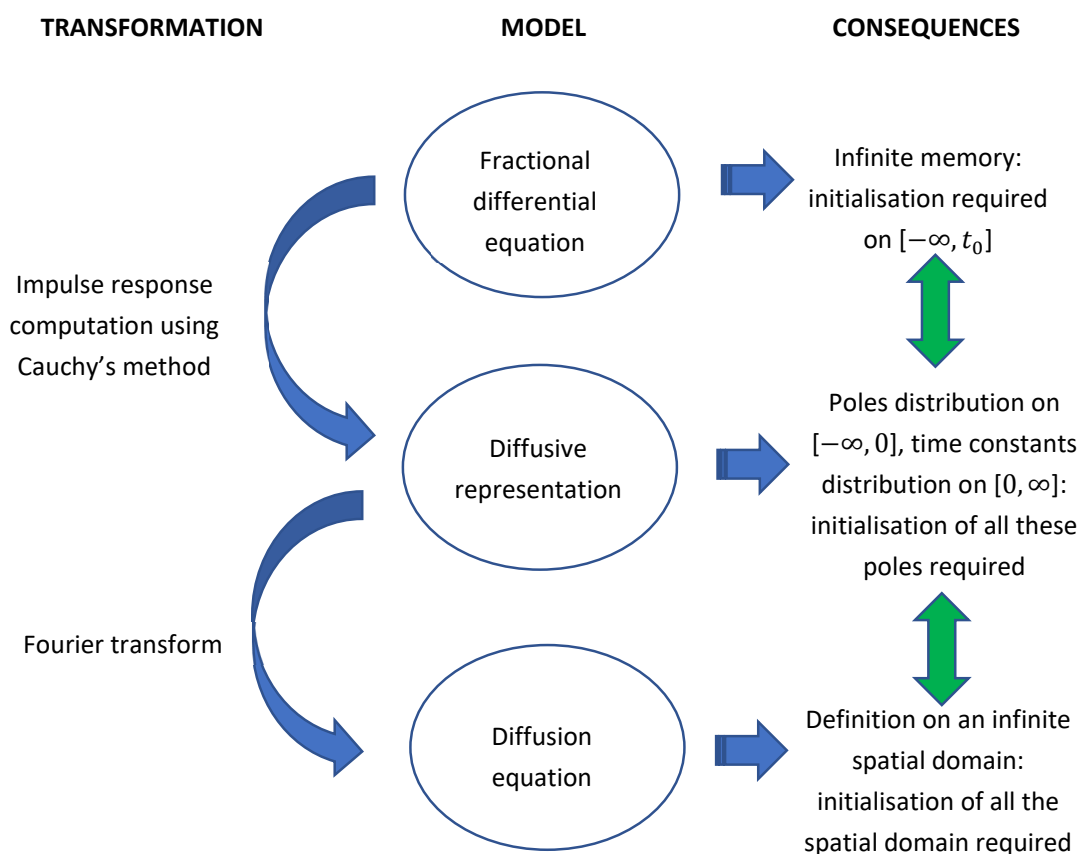 TRANSFORMATION
MODEL
CONSEQUENCES
Fractional
differential
equation
Infinite memory:
initialisation required
on [−∞, t₀]
Impulse response
computation using
Cauchy’s method
Diffusive
representation
Poles distribution on
[−∞, 0], time constants
distribution on [0, ∞]:
initialisation of all these
poles required
Fourier transform
Diffusion
equation
Definition on an infinite
spatial domain:
initialisation of all the
spatial domain required